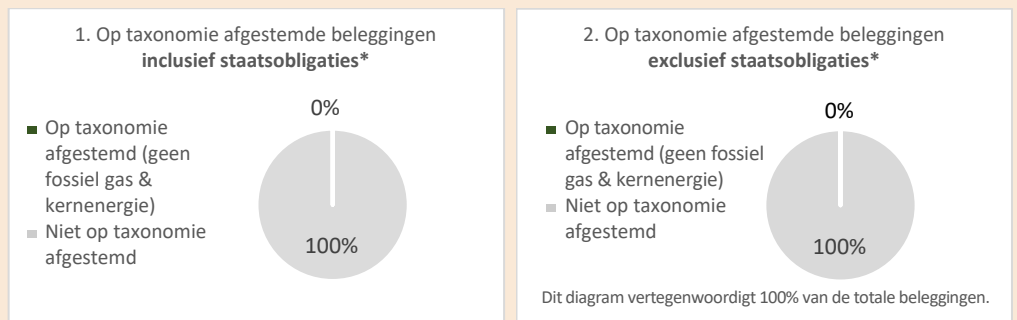 1. Op taxonomie afgestemde beleggingen
inclusief staatsobligaties*
0%
Op taxonomie
afgestemd (geen
fossiel gas &
kernenergie)
Niet op taxonomie
afgestemd
100%
2. Op taxonomie afgestemde beleggingen
exclusief staatsobligaties*
0%
Op taxonomie
afgestemd (geen fossiel
gas & kernenergie)
Niet op taxonomie
afgestemd
100%
Dit diagram vertegenwoordigt 100% van de totale beleggingen.